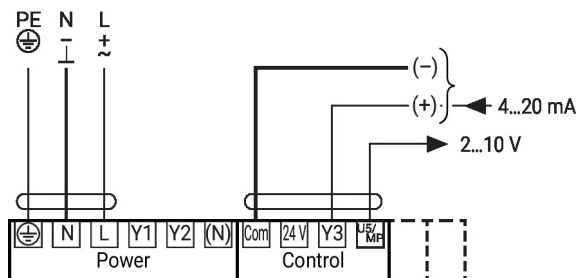 PE N L
– –
⊥ + ~
(–)
(+) 4...20 mA
2...10 V
N L Y1 Y2 (N) Com 24 V Y3 U5/MP
Power Control